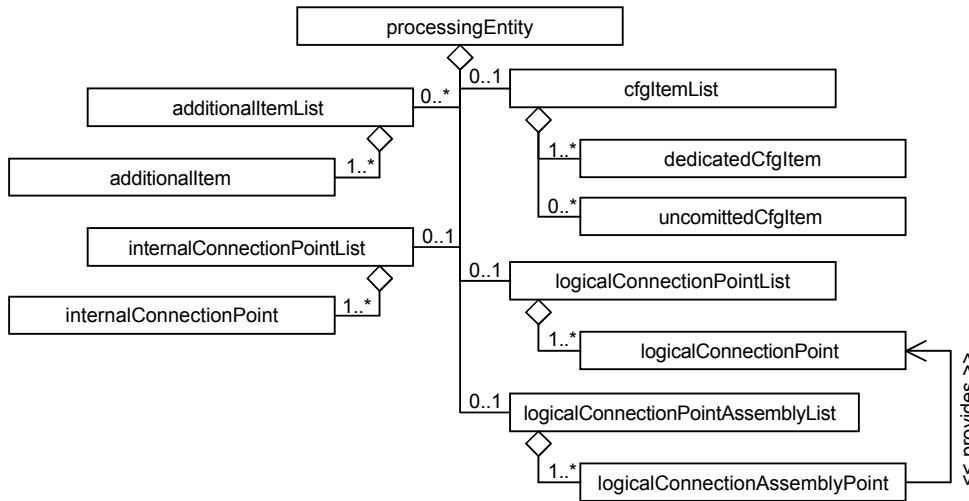 processingEntity
0..1
cfgItemList
0..*
additionalItemList
1..*
dedicatedCfgItem
1..*
additionalItem
0..*
uncomittedCfgItem
0..1
internalConnectionPointList
0..1
logicalConnectionPointList
1..*
internalConnectionPoint
1..*
logicalConnectionPoint
<< provides >>
0..1
logicalConnectionPointAssemblyList
1..*
logicalConnectionAssemblyPoint